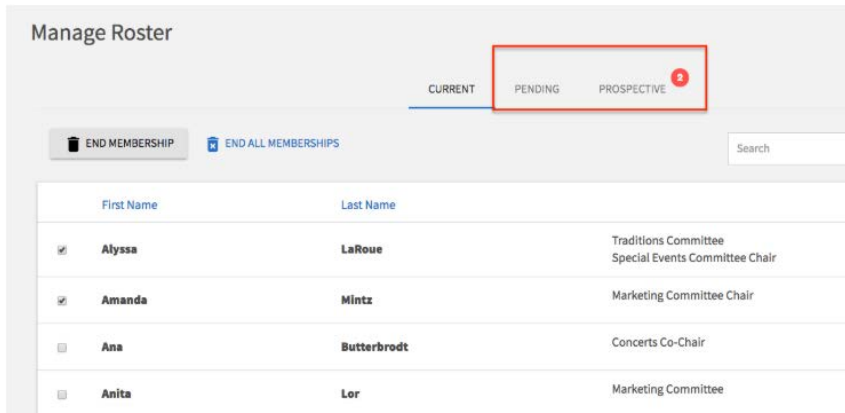 Manage Roster
CURRENT PENDING PROSPECTIVE 2
END MEMBERSHIP END ALL MEMBERSHIPS Search
First Name Last Name
Alyssa LaRoue Traditions Committee
Special Events Committee Chair
Amanda Mintz Marketing Committee Chair
Ana Butterbrodt Concerts Co-Chair
Anita Lor Marketing Committee